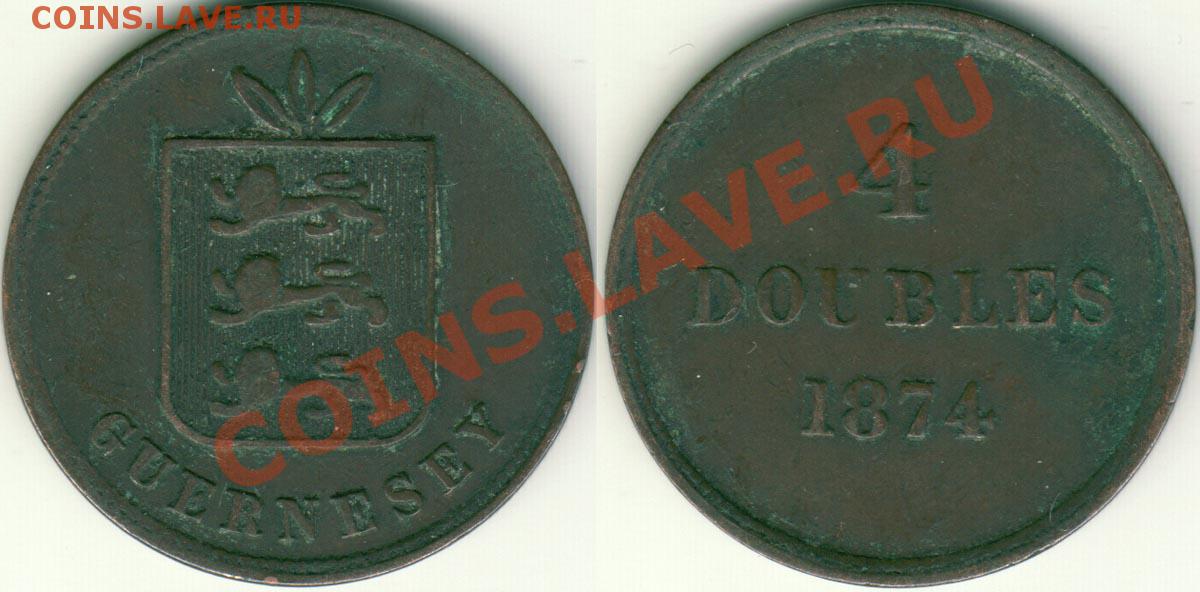 COINS.LAVE.RU
GUERNESEY
COINS.LAVE.RU
4
DOUBLES
1874